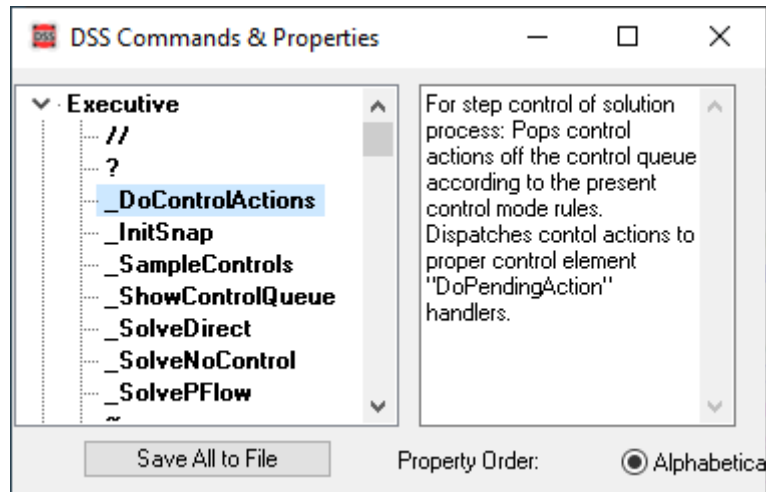 DSS Commands & Properties
Executive
//
?
_DoControlActions
_InitSnap
_SampleControls
_ShowControlQueue
_SolveDirect
_SolveNoControl
_SolvePFlow
~
For step control of solution
process: Pops control
actions off the control queue
according to the present
control mode rules.
Dispatches contol actions to
proper control element
"DoPendingAction"
handlers.
Save All to File
Property Order:
Alphabetica